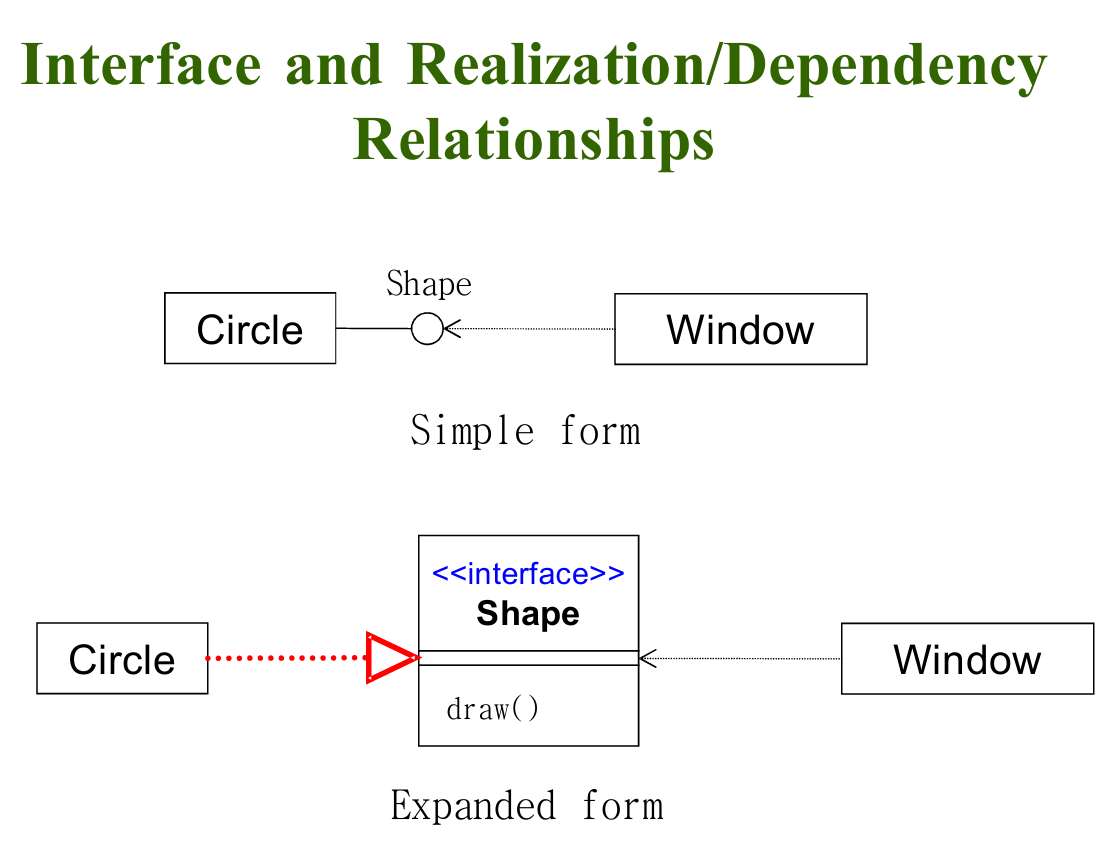 Interface and Realization/Dependency
Relationships
Shape
Circle
Window
Simple form
<<interface>>
Shape
Circle
Window
draw()
Expanded form